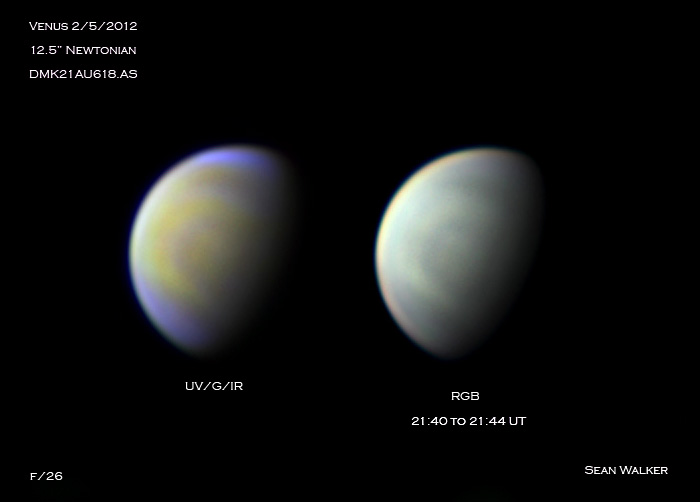 Venus 2/5/2012
12.5" Newtonian
DMK21AU618.AS
UV/G/IR
RGB
21:40 to 21:44 UT
f/26
Sean Walker